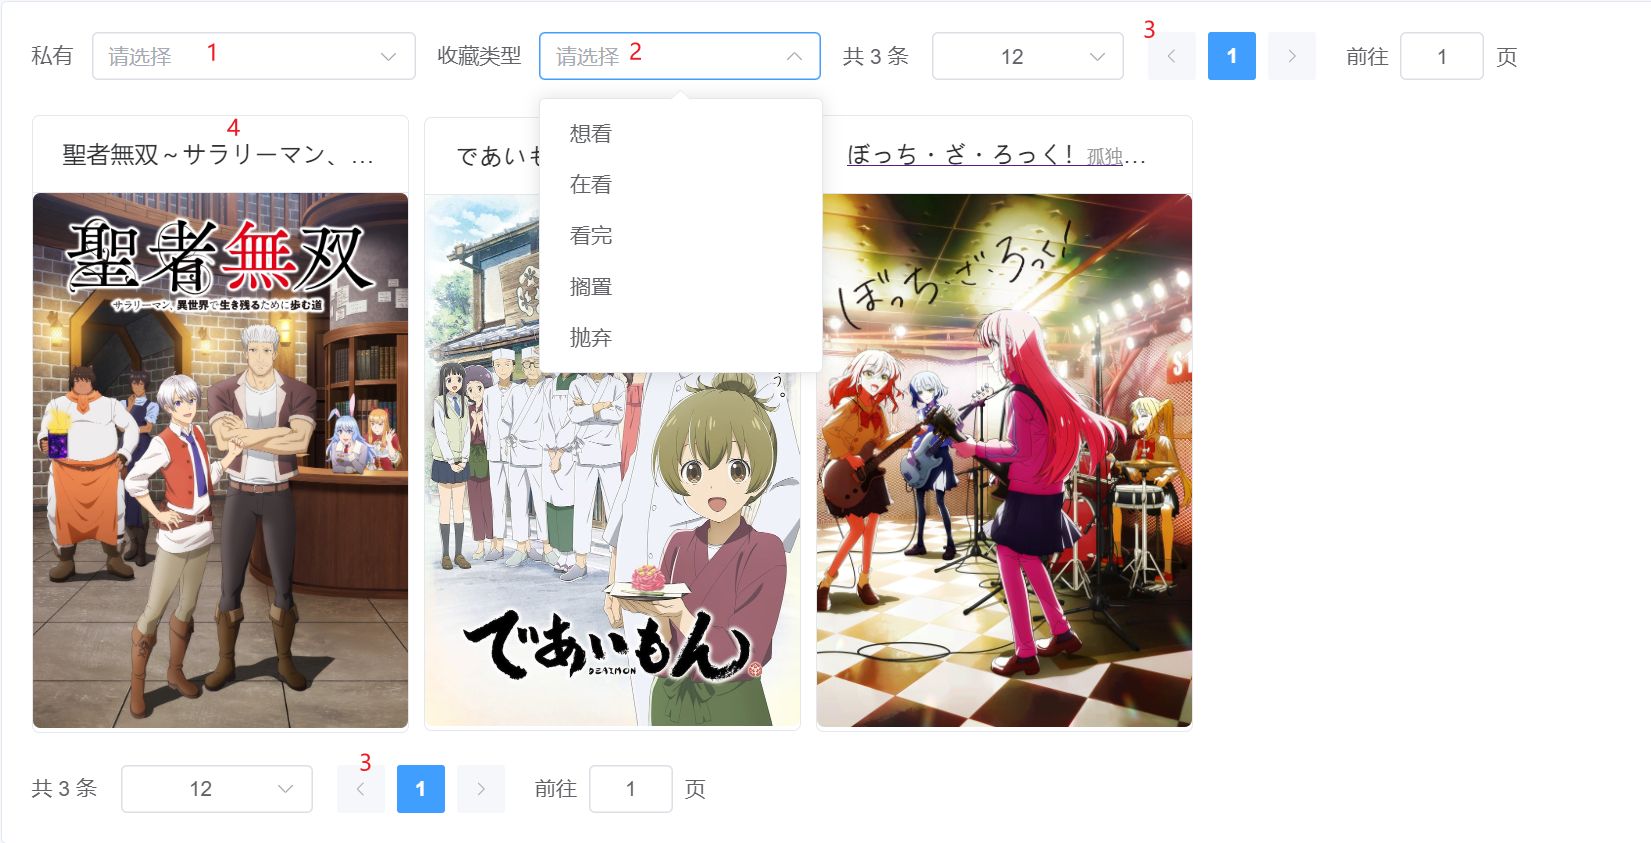 私有 请选择 1 收藏类型 请选择 2 共 3 条 12 3 1 前往 1 页
4
聖者無双～サラリーマン、...
であいも
ぼっち・ざ・ろっく！ 孤独...
想看
在看
看完
搁置
抛弃
聖者無双
サラリーマン、異世界で生き残るために歩む道
ぼっち・ざ・ろっく!
う。
であいもん
DEAIMON
3
共 3 条 12 1 前往 1 页